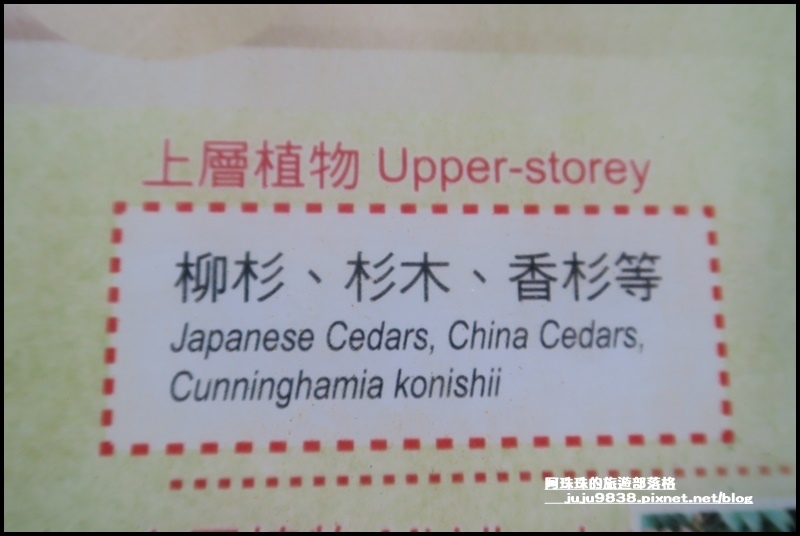 上層植物 Upper-storey
柳杉、杉木、香杉等
Japanese Cedars, China Cedars,
Cunninghamia konishii
阿珠珠的旅遊部落格
juju9838.pixnet.net/blog